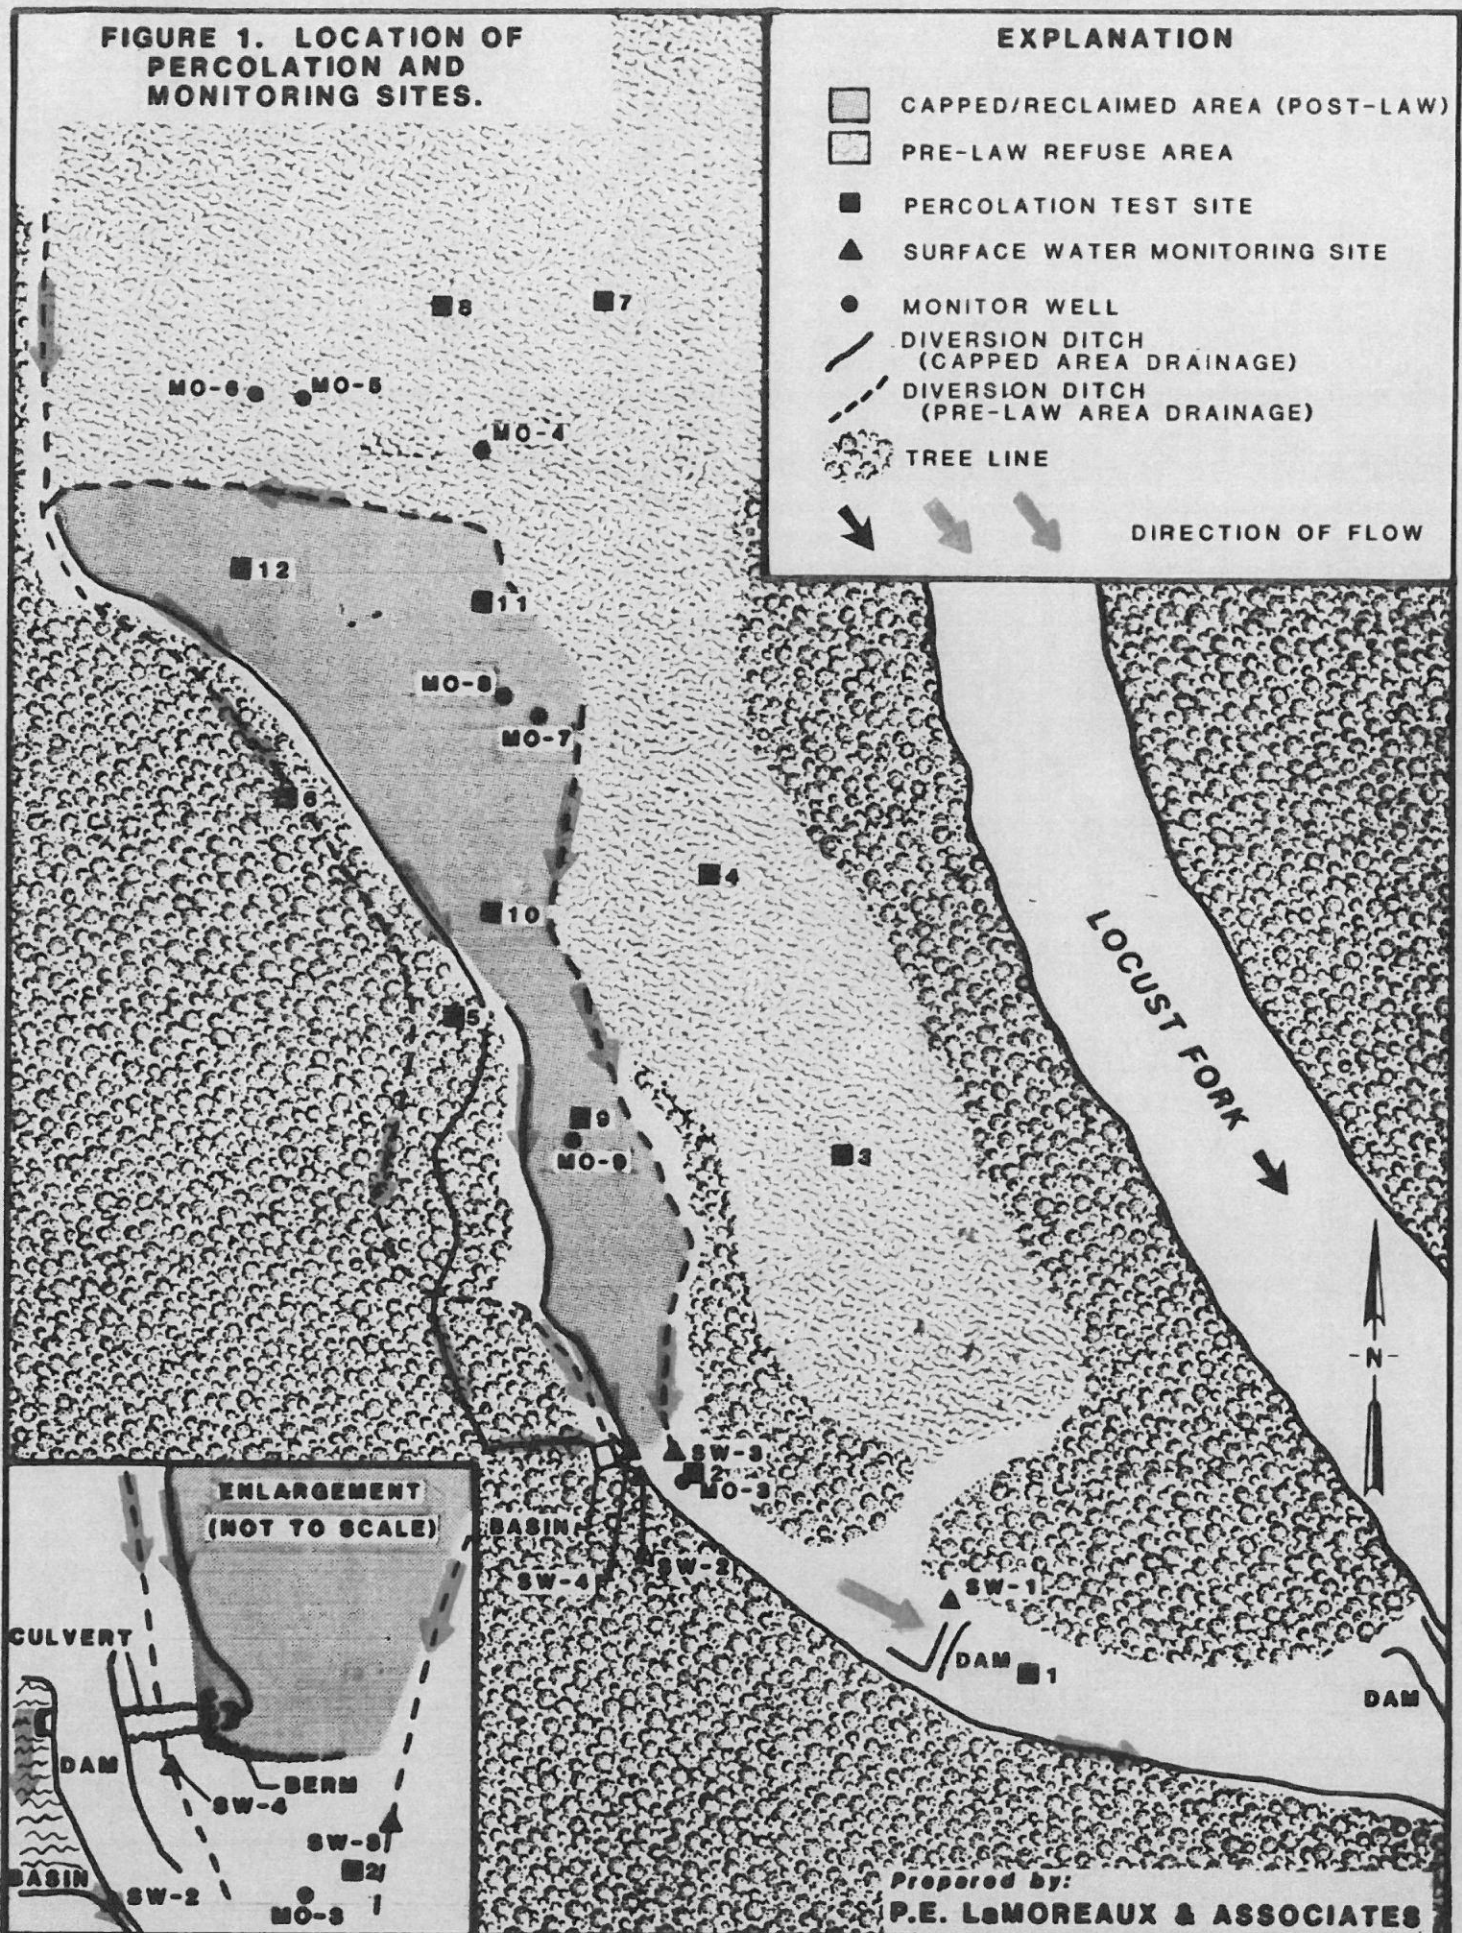 FIGURE 1. LOCATION OF
PERCOLATION AND
MONITORING SITES.
EXPLANATION
CAPPED/RECLAIMED AREA (POST-LAW)
PRE-LAW REFUSE AREA
PERCOLATION TEST SITE
SURFACE WATER MONITORING SITE
MONITOR WELL
DIVERSION DITCH
(CAPPED AREA DRAINAGE)
DIVERSION DITCH
(PRE-LAW AREA DRAINAGE)
TREE LINE
DIRECTION OF FLOW
8
7
MO-6
MO-5
MO-4
12
11
MO-8
MO-7
6
4
10
LOCUST FORK
5
9
MO-9
3
-N-
SW-3
2
MO-3
BASIN
SW-4
SW-2
SW-1
DAM
1
DAM
ENLARGEMENT
(NOT TO SCALE)
CULVERT
DAM
BERM
SW-4
SW-3
2
BASIN
SW-2
MO-3
Prepared by:
P.E. LaMOREAUX & ASSOCIATES